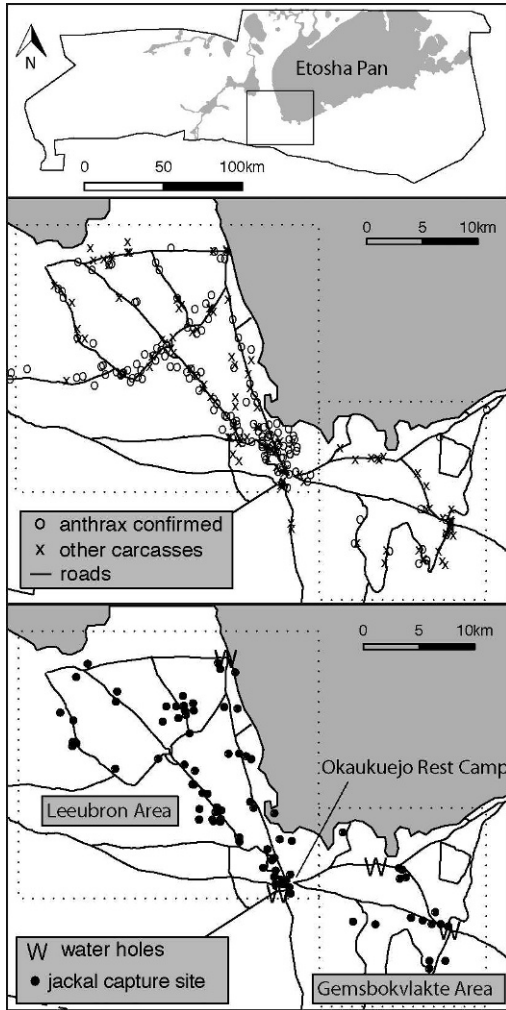 N
Etosha Pan
0 50 100km
0 5 10km
o anthrax confirmed
x other carcasses
— roads
0 5 10km
W
Okaukuejo Rest Camp
Leeubron Area
W
W
W
W water holes
● jackal capture site
Gemsbokvlakte Area